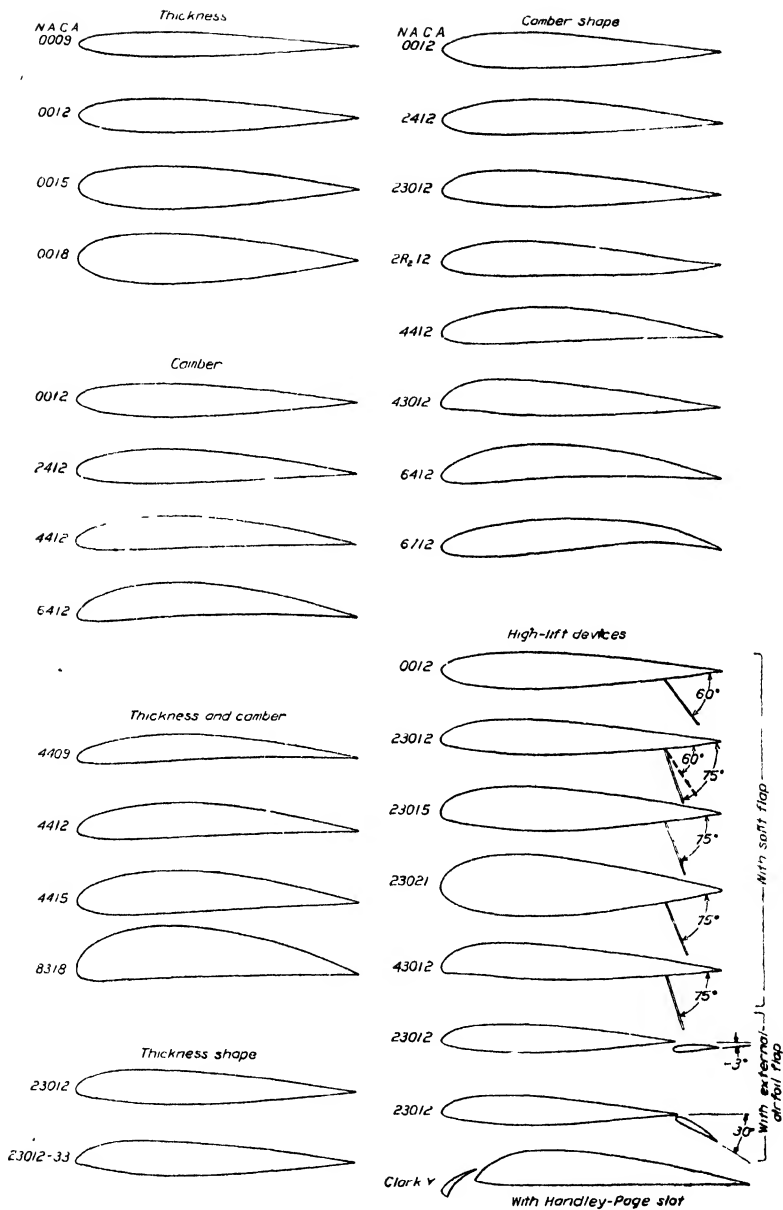 Thickness
NACA
0009
0012
0015
0018
Camber
0012
2412
4412
6412
Thickness and camber
4409
4412
4415
8318
Thickness shape
23012
23012-33
Camber shape
NACA
0012
2412
23012
2R₂12
4412
43012
6412
6712
High-lift devices
0012
60°
23012
60°
75°
23015
75°
23021
75°
43012
75°
With split flap
23012
-3°
23012
30°
With external
airfoil flap
Clark Y
With Handley-Page slot